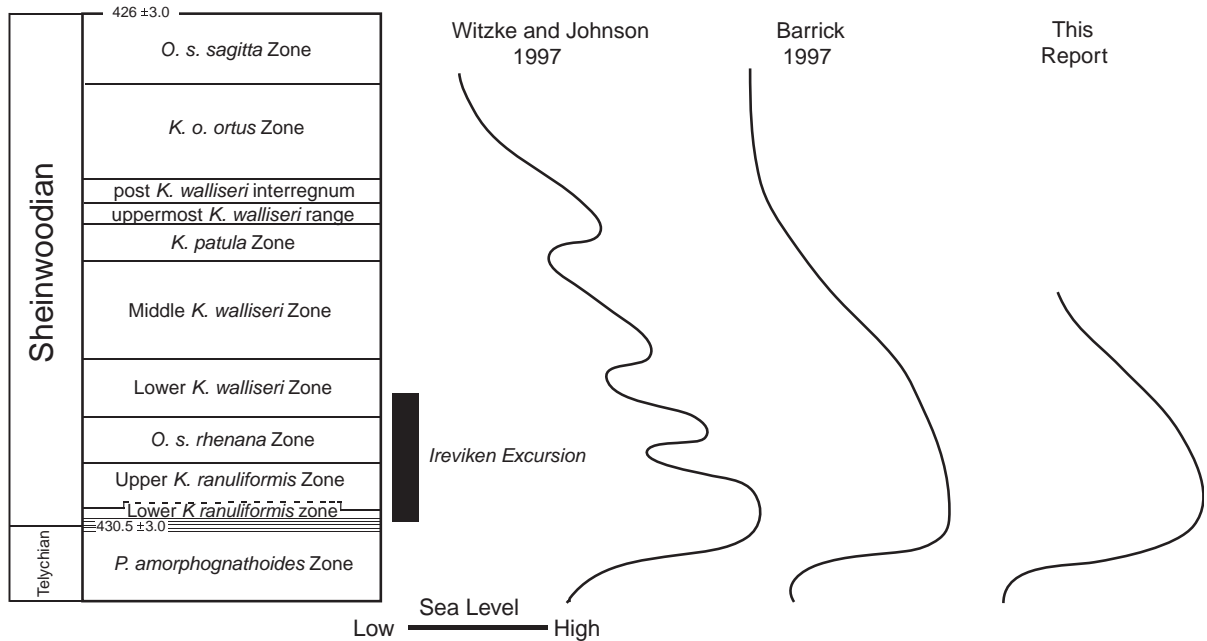 426 ±3.0
Sheinwoodian
O. s. sagitta Zone
K. o. ortus Zone
post K. walliseri interregnum
uppermost K. walliseri range
K. patula Zone
Middle K. walliseri Zone
Lower K. walliseri Zone
O. s. rhenana Zone
Upper K. ranuliformis Zone
Lower K ranuliformis zone
430.5 ±3.0
Telychian
P. amorphognathoides Zone
Ireviken Excursion
Witzke and Johnson
1997
Barrick
1997
This
Report
Sea Level
Low High